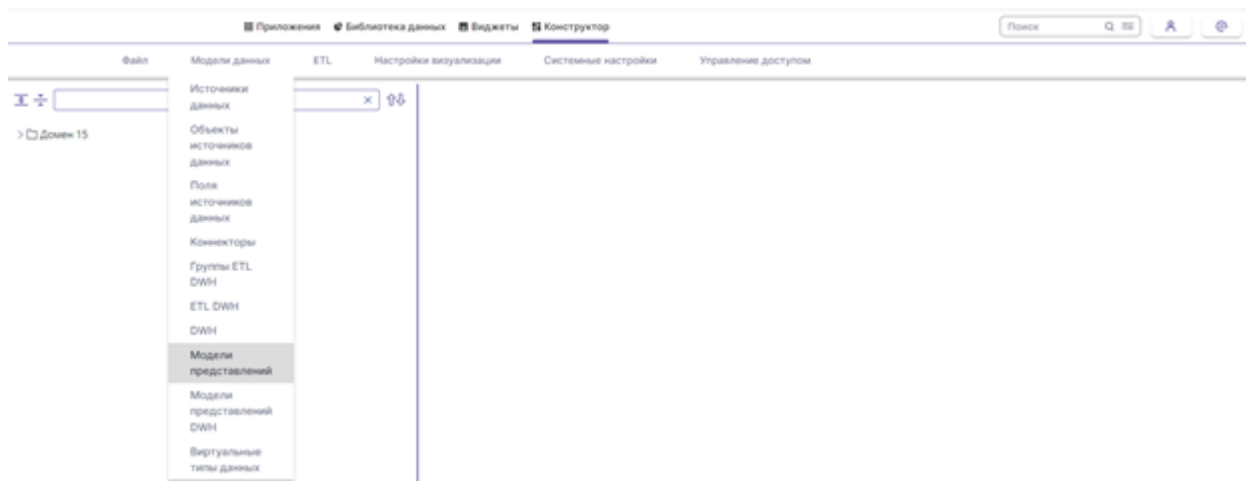 Приложения Библиотека данных Виджеты Конструктор Поиск
Файл Модели данных ETL Настройки визуализации Системные настройки Управление доступом
Источники
данных
Домен 15
Объекты
источников
данных
Поля
источников
данных
Коннекторы
Группы ETL
DWH
ETL DWH
DWH
Модели
представлений
Модели
представлений
DWH
Виртуальные
типы данных